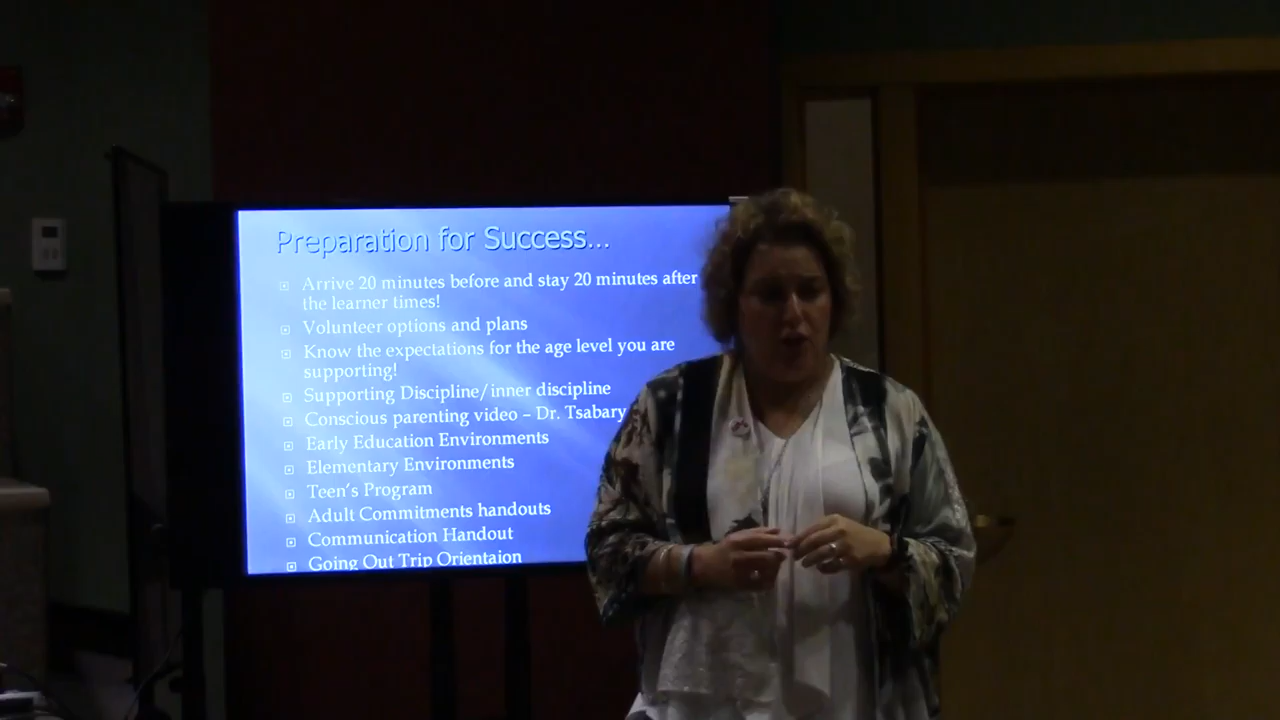 Preparation for Success...
Arrive 20 minutes before and stay 20 minutes after
the learner times!
Volunteer options and plans
Know the expectations for the age level you are
supporting!
Supporting Discipline/inner discipline
Conscious parenting video – Dr. Tsabary
Early Education Environments
Elementary Environments
Teen's Program
Adult Commitments handouts
Communication Handout
Going Out Trip Orientaion